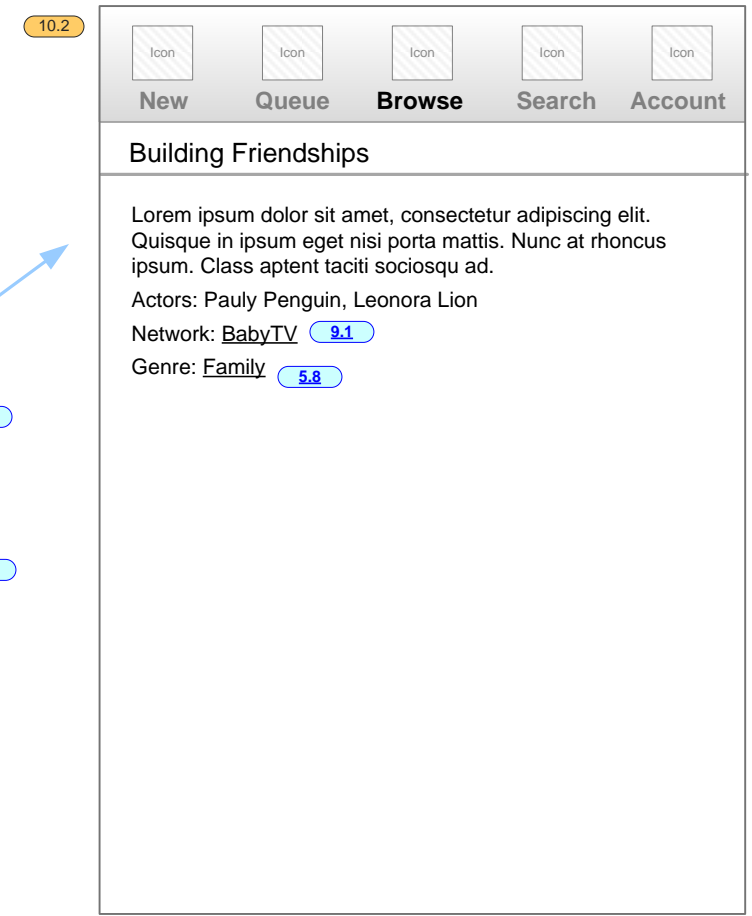 10.2
Icon Icon Icon Icon Icon
New Queue Browse Search Account
Building Friendships
Lorem ipsum dolor sit amet, consectetur adipiscing elit.
Quisque in ipsum eget nisi porta mattis. Nunc at rhoncus
ipsum. Class aptent taciti sociosqu ad.
Actors: Pauly Penguin, Leonora Lion
Network: BabyTV 9.1
Genre: Family 5.8